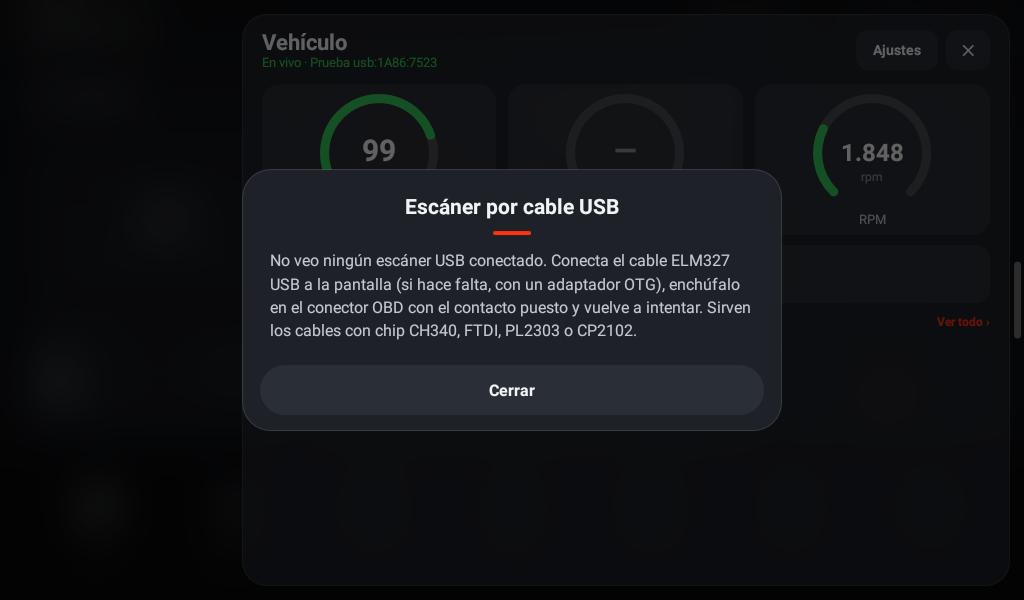 Vehículo
En vivo · Prueba usb:1A86:7523
Ajustes
99
–
1.848
rpm
RPM
Escáner por cable USB
No veo ningún escáner USB conectado. Conecta el cable ELM327
USB a la pantalla (si hace falta, con un adaptador OTG), enchúfalo
en el conector OBD con el contacto puesto y vuelve a intentar. Sirven
los cables con chip CH340, FTDI, PL2303 o CP2102.
Ver todo ›
Cerrar